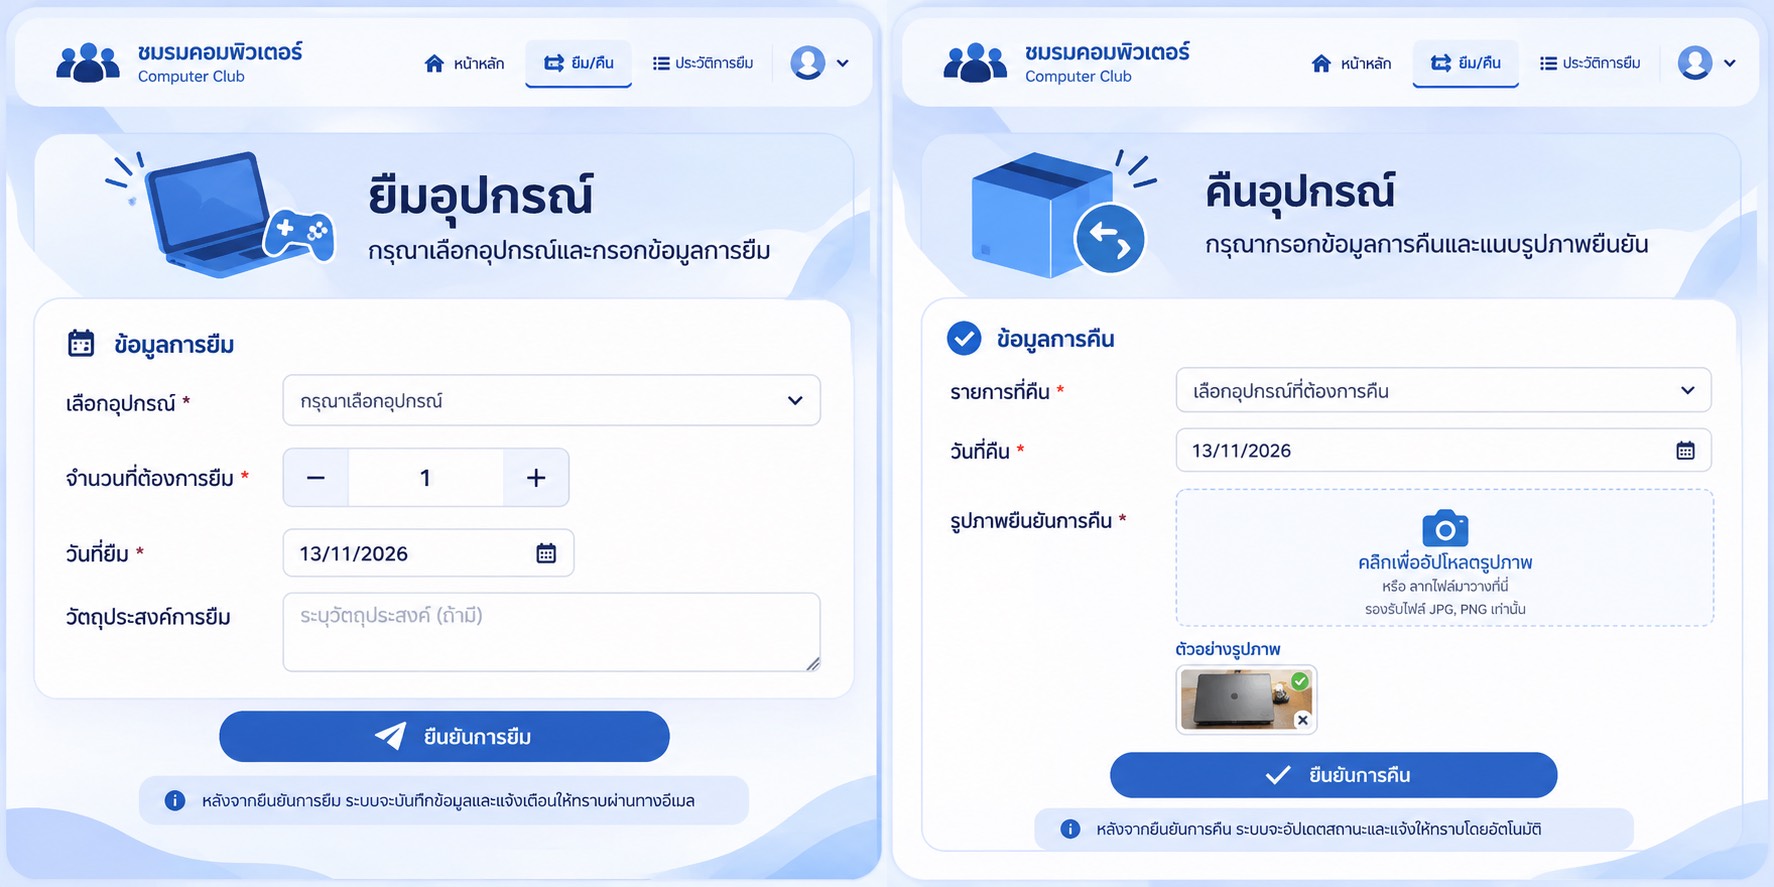 ชมรมคอมพิวเตอร์
Computer Club
หน้าหลัก
ยืม/คืน
ประวัติการยืม
ยืมอุปกรณ์
กรุณาเลือกอุปกรณ์และกรอกข้อมูลการยืม
ข้อมูลการยืม
เลือกอุปกรณ์ *
กรุณาเลือกอุปกรณ์
จำนวนที่ต้องการยืม *
− 1 +
วันที่ยืม *
13/11/2026
วัตถุประสงค์การยืม
ระบุวัตถุประสงค์ (ถ้ามี)
ยืนยันการยืม
หลังจากยืนยันการยืม ระบบจะบันทึกข้อมูลและแจ้งเตือนให้ทราบผ่านทางอีเมล
ชมรมคอมพิวเตอร์
Computer Club
หน้าหลัก
ยืม/คืน
ประวัติการยืม
คืนอุปกรณ์
กรุณากรอกข้อมูลการคืนและแนบรูปภาพยืนยัน
ข้อมูลการคืน
รายการที่คืน *
เลือกอุปกรณ์ที่ต้องการคืน
วันที่คืน *
13/11/2026
รูปภาพยืนยันการคืน *
คลิกเพื่ออัปโหลดรูปภาพ
หรือ ลากไฟล์มาวางที่นี่
รองรับไฟล์ JPG, PNG เท่านั้น
ตัวอย่างรูปภาพ
ยืนยันการคืน
หลังจากยืนยันการคืน ระบบจะอัปเดตสถานะและแจ้งให้ทราบโดยอัตโนมัติ